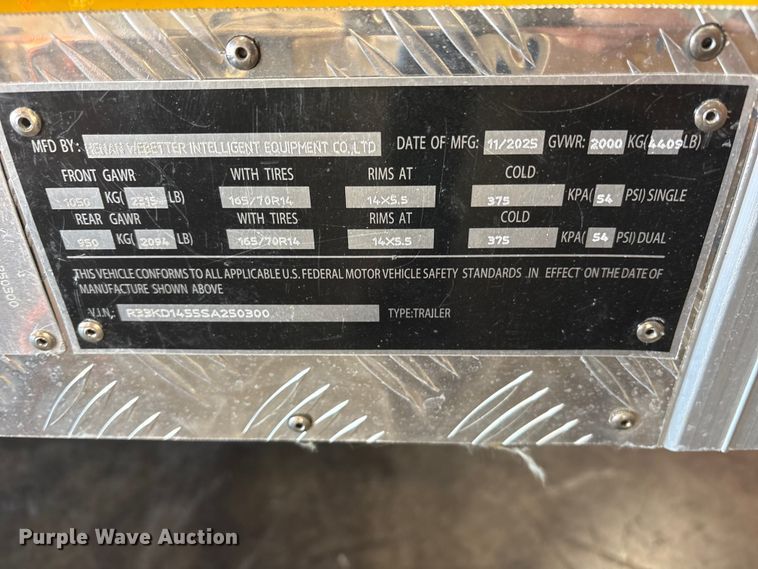 MFD BY: HENAN WEBETTER INTELLIGENT EQUIPMENT CO.,LTD DATE OF MFG: 11/2025 GVWR: 2000 KG(4409LB)
FRONT GAWR WITH TIRES RIMS AT COLD
1050 KG(2315 LB) 165/70R14 14X5.5 375 KPA(54 PSI) SINGLE
REAR GAWR WITH TIRES RIMS AT COLD
950 KG(2094 LB) 165/70R14 14X5.5 375 KPA(54 PSI) DUAL
THIS VEHICLE CONFORMS TO ALL APPLICABLE U.S. FEDERAL MOTOR VEHICLE SAFETY STANDARDS .IN EFFECT ON THE DATE OF
MANUFACTURE SHOWN ABOVE
V.I.N. R33KD1455SA250300 TYPE:TRAILER
Purple Wave Auction